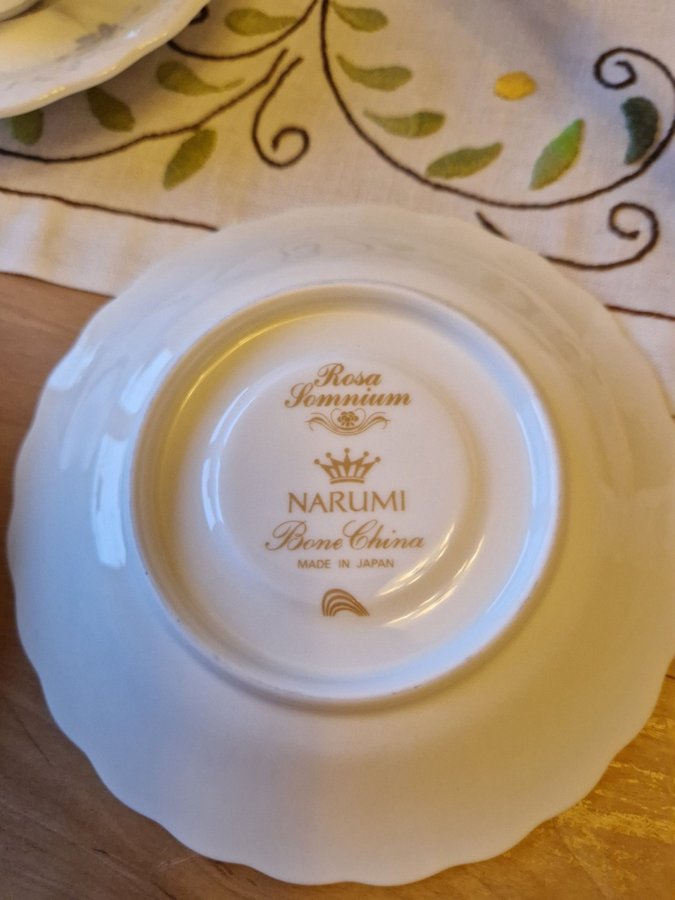 Rosa
Somnium
NARUMI
Bone China
MADE IN JAPAN